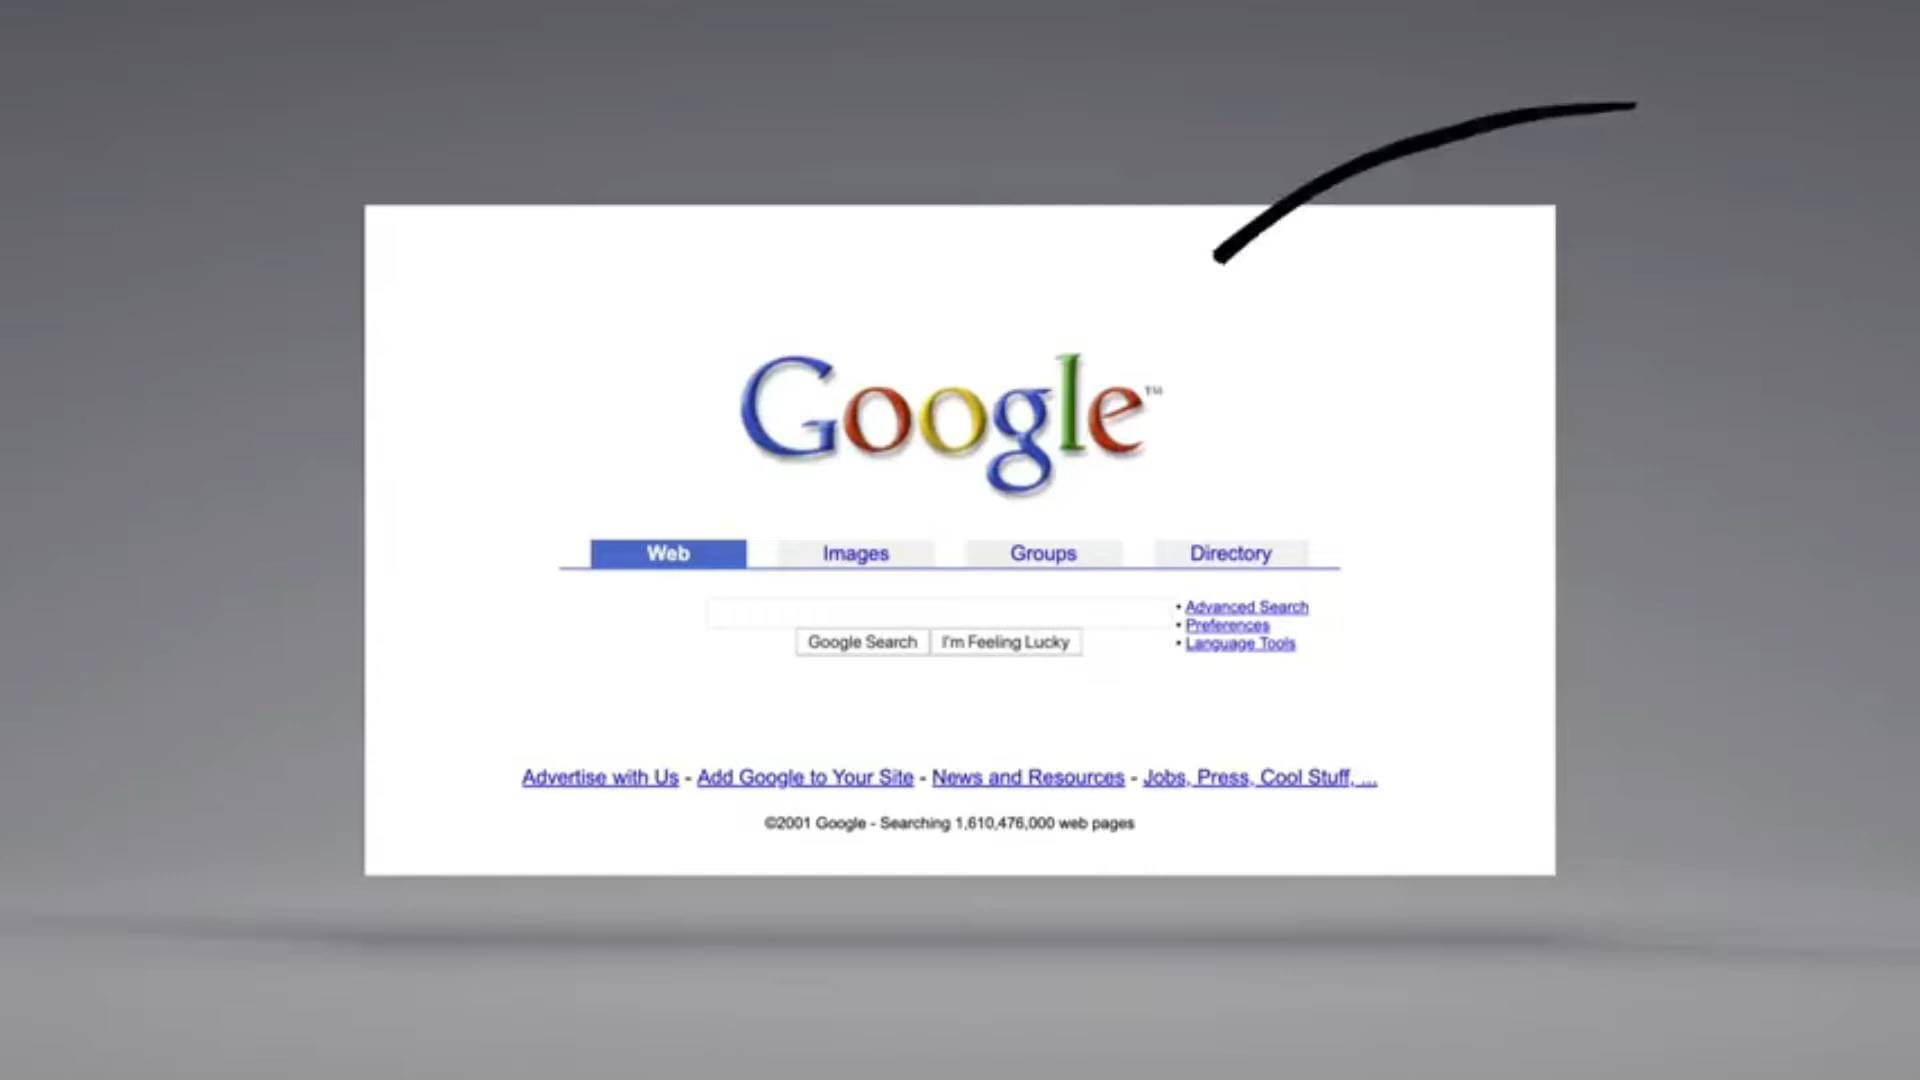 Google™
Web Images Groups Directory
• Advanced Search
• Preferences
• Language Tools
Google Search I'm Feeling Lucky
Advertise with Us - Add Google to Your Site - News and Resources - Jobs, Press, Cool Stuff, ...
©2001 Google - Searching 1,610,476,000 web pages